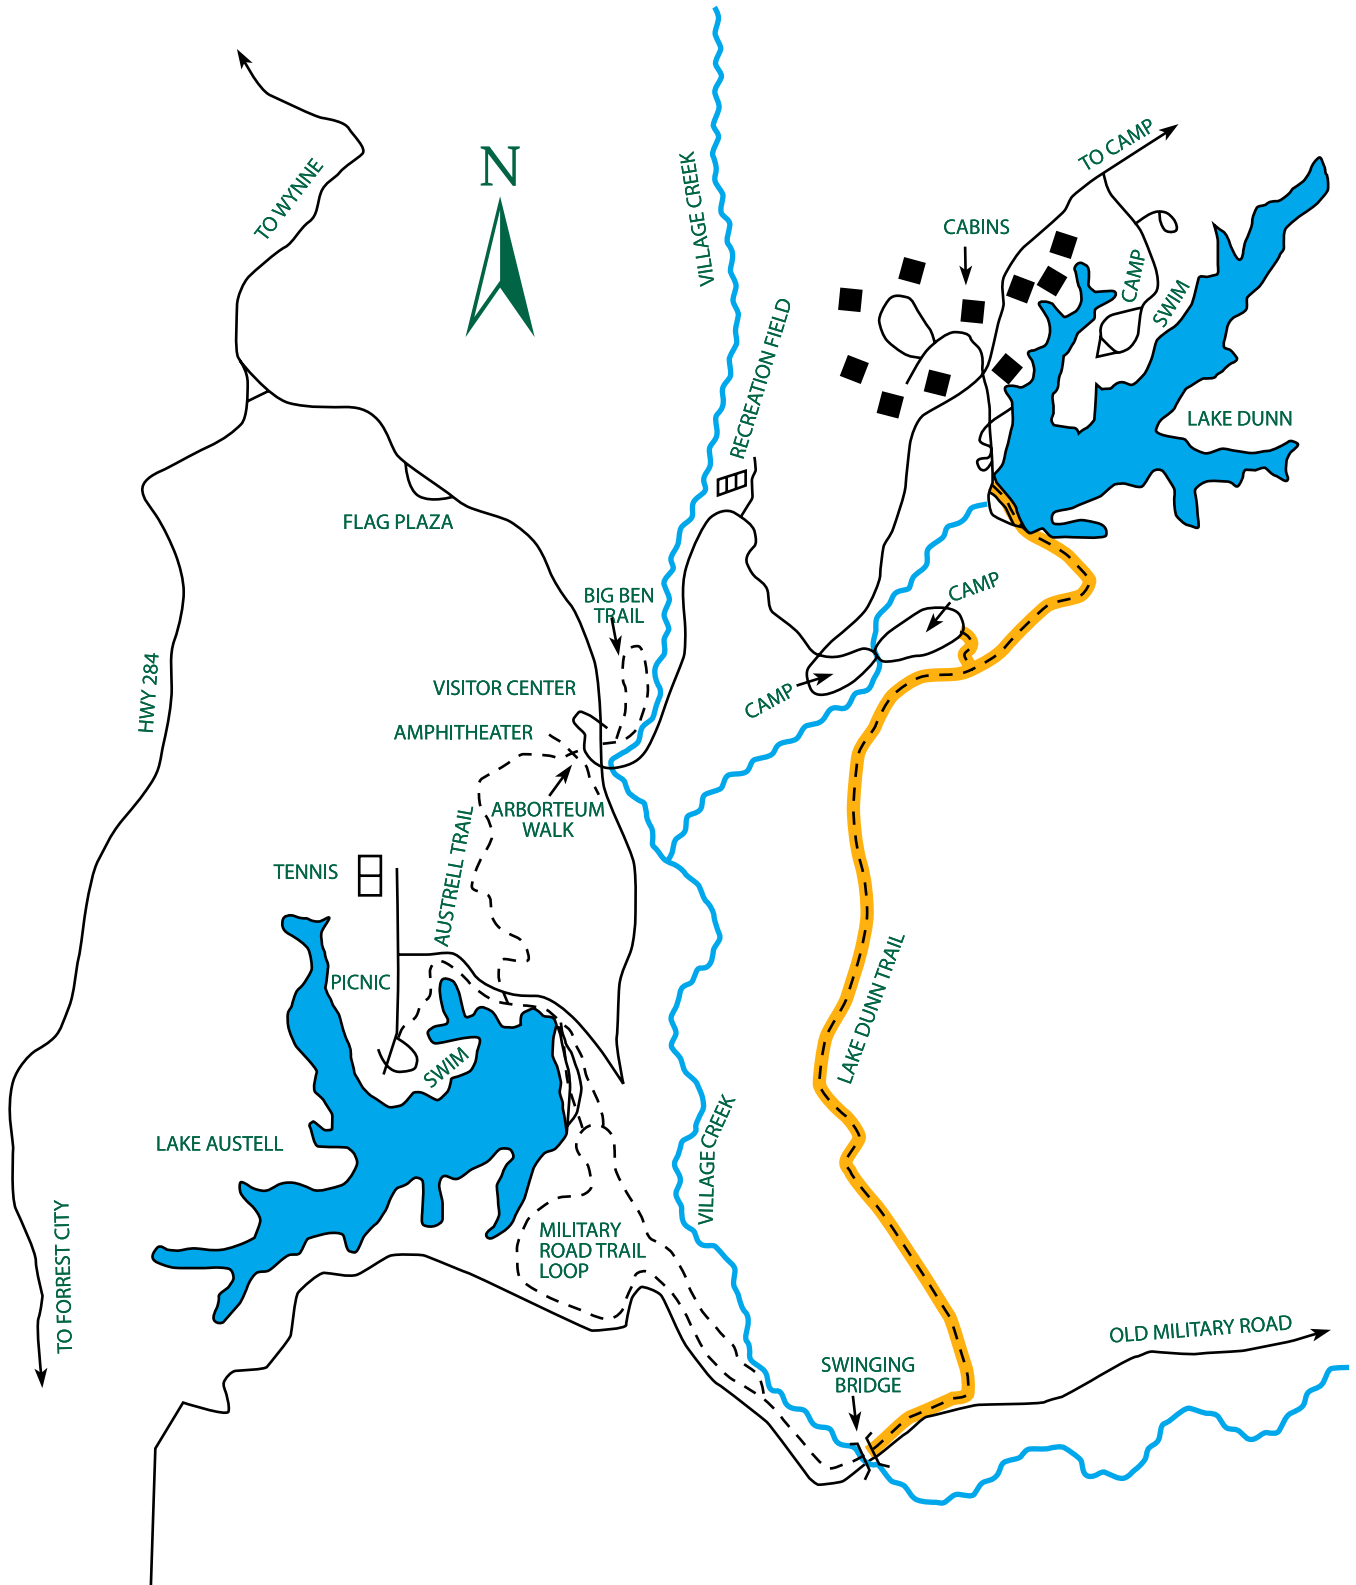 TO CAMP
N
VILLAGE CREEK
TO WYNNE
CABINS
CAMP
SWIM
RECREATION FIELD
LAKE DUNN
FLAG PLAZA
CAMP
BIG BEN
TRAIL
HWY 284
VISITOR CENTER
CAMP
AMPHITHEATER
ARBORTEUM
WALK
AUSTRELL TRAIL
TENNIS
PICNIC
LAKE DUNN TRAIL
SWIM
LAKE AUSTELL
VILLAGE CREEK
TO FORREST CITY
MILITARY
ROAD TRAIL
LOOP
OLD MILITARY ROAD
SWINGING
BRIDGE